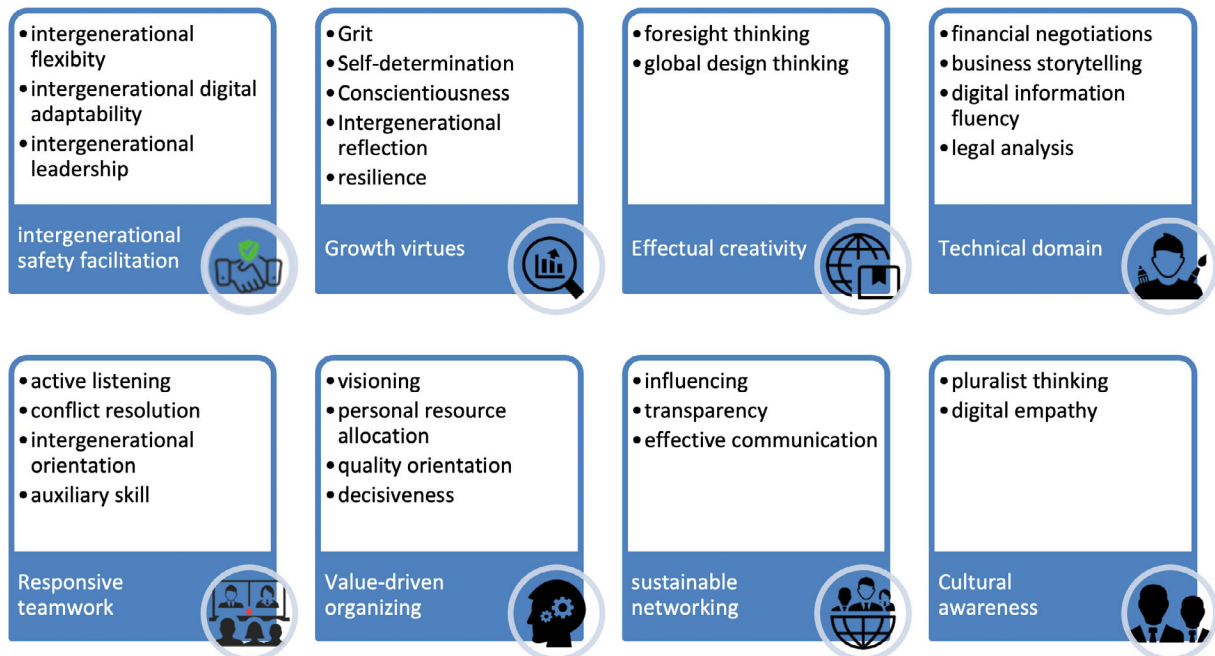 • intergenerational
flexibity
• intergenerational digital
adaptability
• intergenerational
leadership
intergenerational
safety facilitation
• Grit
• Self-determination
• Conscientiousness
• Intergenerational
reflection
• resilience
Growth virtues
• foresight thinking
• global design thinking
Effectual creativity
• financial negotiations
• business storytelling
• digital information
fluency
• legal analysis
Technical domain
• active listening
• conflict resolution
• intergenerational
orientation
• auxiliary skill
Responsive
teamwork
• visioning
• personal resource
allocation
• quality orientation
• decisiveness
Value-driven
organizing
• influencing
• transparency
• effective communication
sustainable
networking
• pluralist thinking
• digital empathy
Cultural
awareness